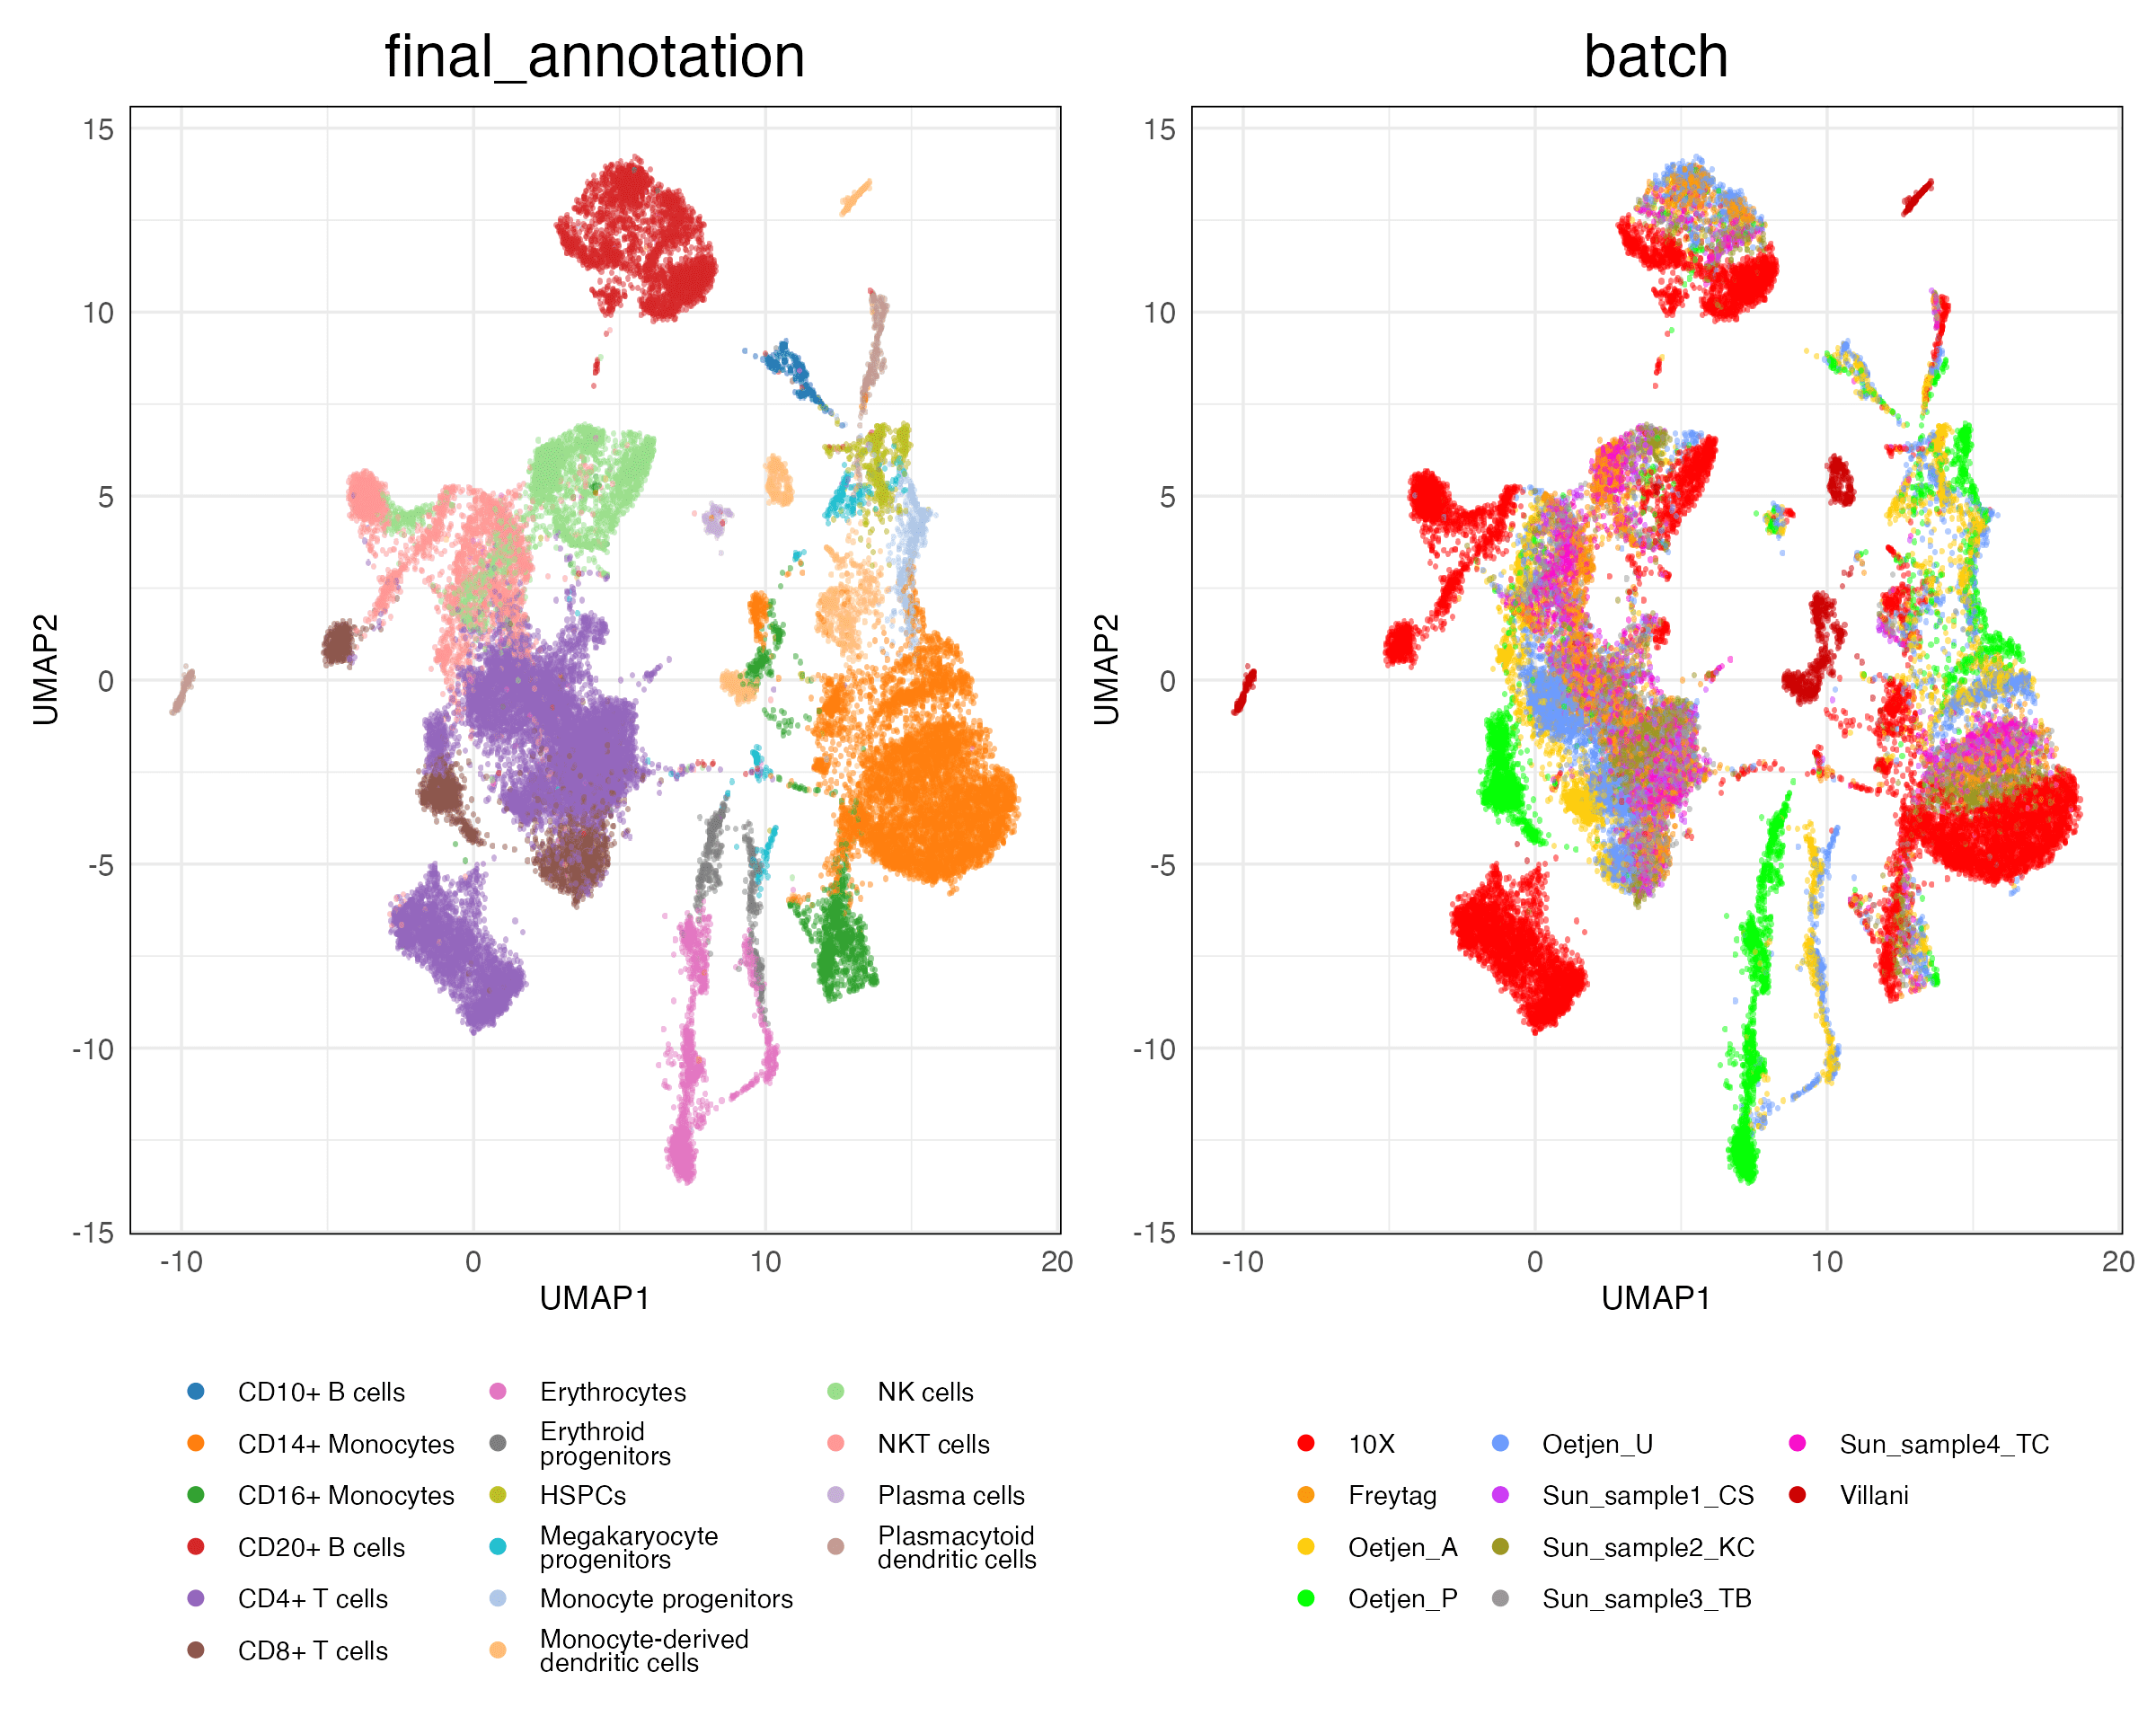 final_annotation
batch
15
10
5
0
-5
-10
-15
UMAP2
-10
0
10
20
UMAP1
15
10
5
0
-5
-10
-15
UMAP2
-10
0
10
20
UMAP1
CD10+ B cells
CD14+ Monocytes
CD16+ Monocytes
CD20+ B cells
CD4+ T cells
CD8+ T cells
Erythrocytes
Erythroid
progenitors
HSPCs
Megakaryocyte
progenitors
Monocyte progenitors
Monocyte-derived
dendritic cells
NK cells
NKT cells
Plasma cells
Plasmacytoid
dendritic cells
10X
Freytag
Oetjen_A
Oetjen_P
Oetjen_U
Sun_sample1_CS
Sun_sample2_KC
Sun_sample3_TB
Sun_sample4_TC
Villani